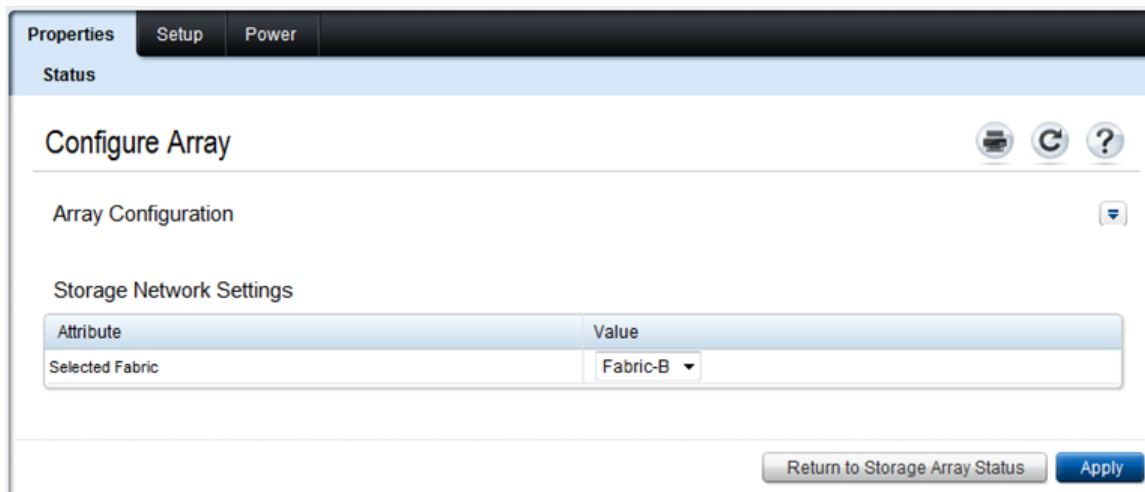 Properties Setup Power
Status
Configure Array
?
Array Configuration
Storage Network Settings
Attribute Value
Selected Fabric Fabric-B
Return to Storage Array Status Apply